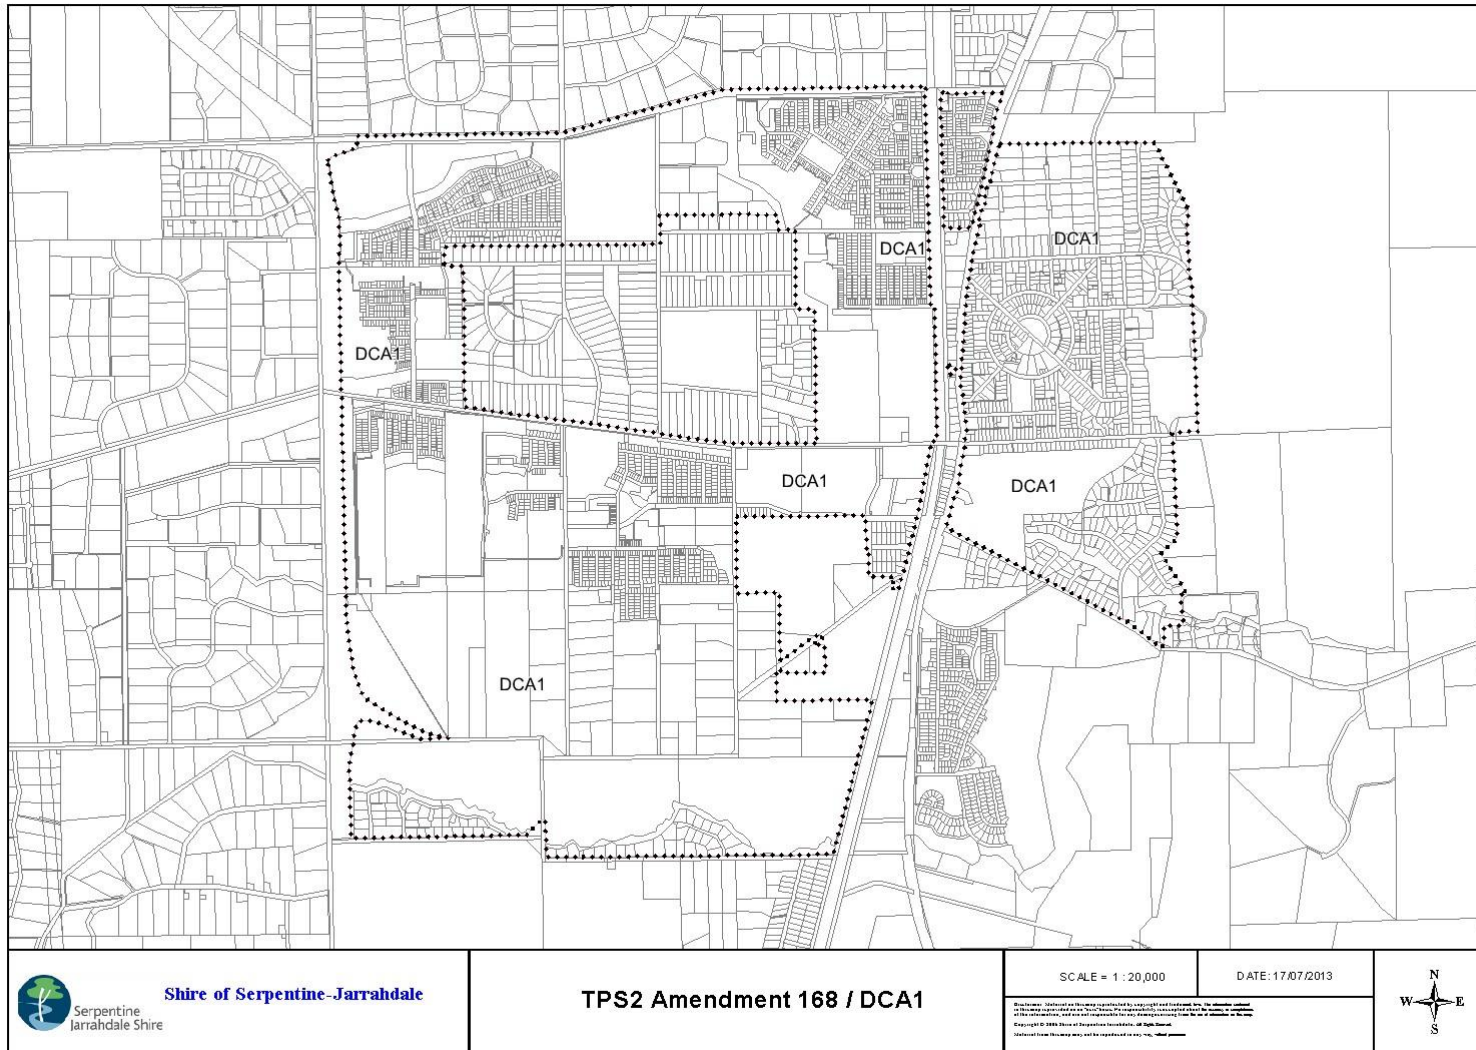 DCA1
DCA1
DCA1
DCA1
DCA1
DCA1
Serpentine
Jarrahdale Shire
Shire of Serpentine-Jarrahdale
TPS2 Amendment 168 / DCA1
SCALE = 1 : 20,000
DATE: 17/07/2013
N
W E
S